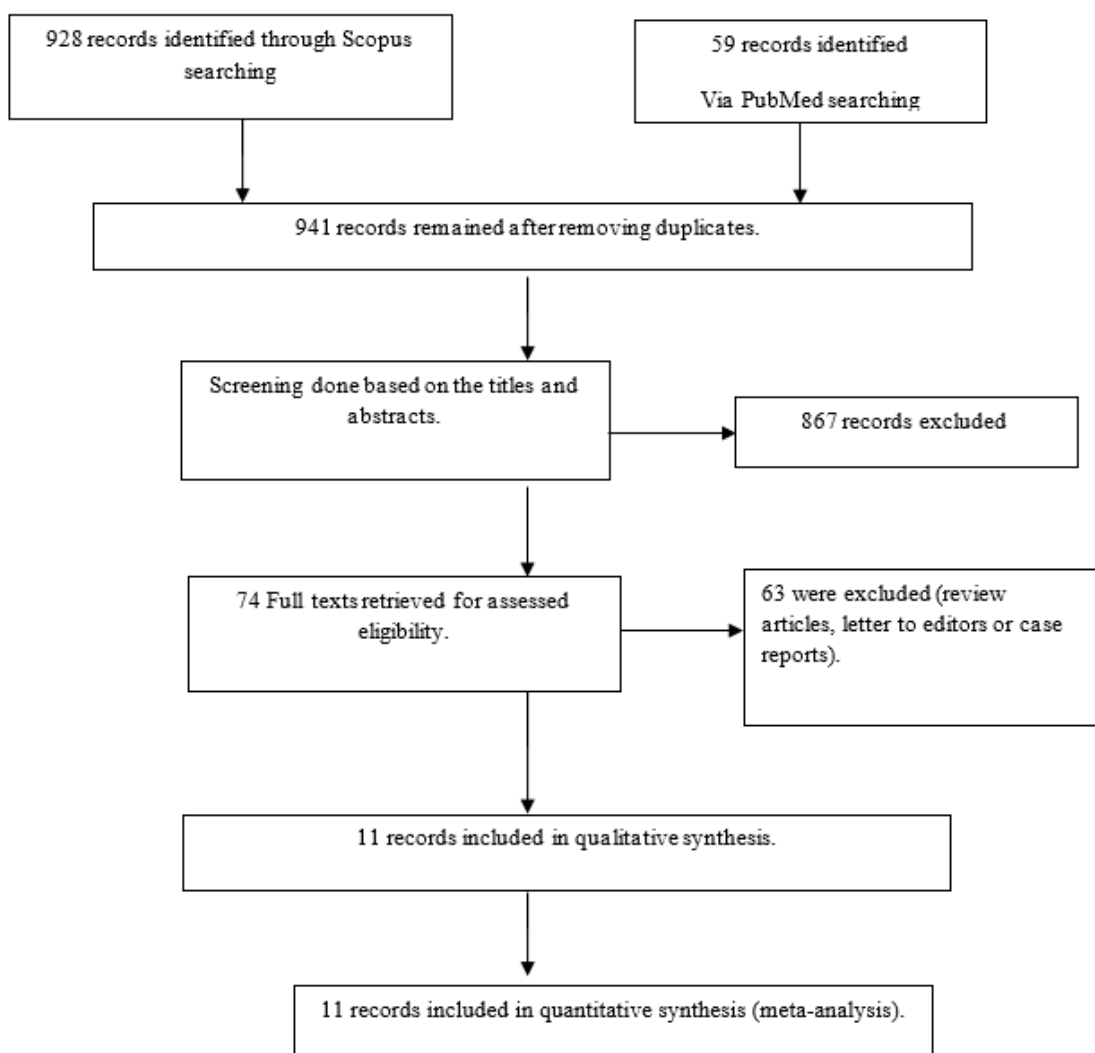 928 records identified through Scopus
searching
59 records identified
Via PubMed searching
941 records remained after removing duplicates.
Screening done based on the titles and
abstracts.
867 records excluded
74 Full texts retrieved for assessed
eligibility.
63 were excluded (review
articles, letter to editors or case
reports).
11 records included in qualitative synthesis.
11 records included in quantitative synthesis (meta-analysis).